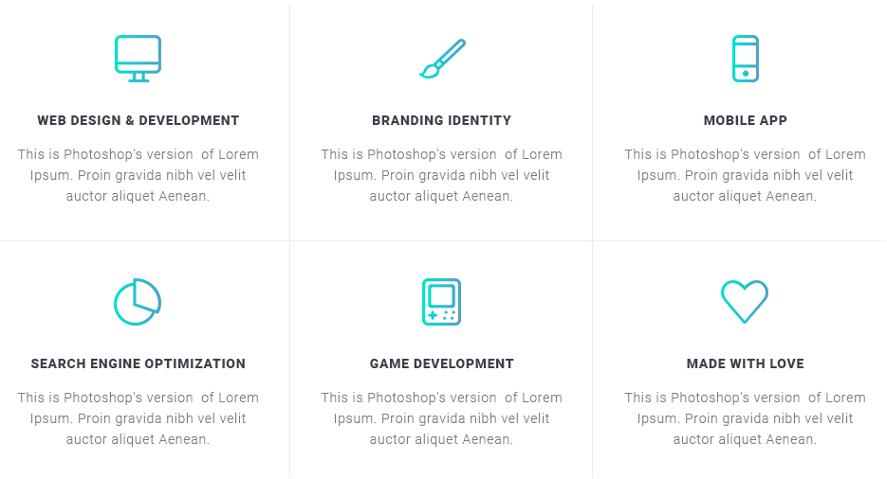 WEB DESIGN & DEVELOPMENT
This is Photoshop's version  of Lorem
Ipsum. Proin gravida nibh vel velit
auctor aliquet Aenean.
BRANDING IDENTITY
This is Photoshop's version  of Lorem
Ipsum. Proin gravida nibh vel velit
auctor aliquet Aenean.
MOBILE APP
This is Photoshop's version  of Lorem
Ipsum. Proin gravida nibh vel velit
auctor aliquet Aenean.
SEARCH ENGINE OPTIMIZATION
This is Photoshop's version  of Lorem
Ipsum. Proin gravida nibh vel velit
auctor aliquet Aenean.
GAME DEVELOPMENT
This is Photoshop's version  of Lorem
Ipsum. Proin gravida nibh vel velit
auctor aliquet Aenean.
MADE WITH LOVE
This is Photoshop's version  of Lorem
Ipsum. Proin gravida nibh vel velit
auctor aliquet Aenean.